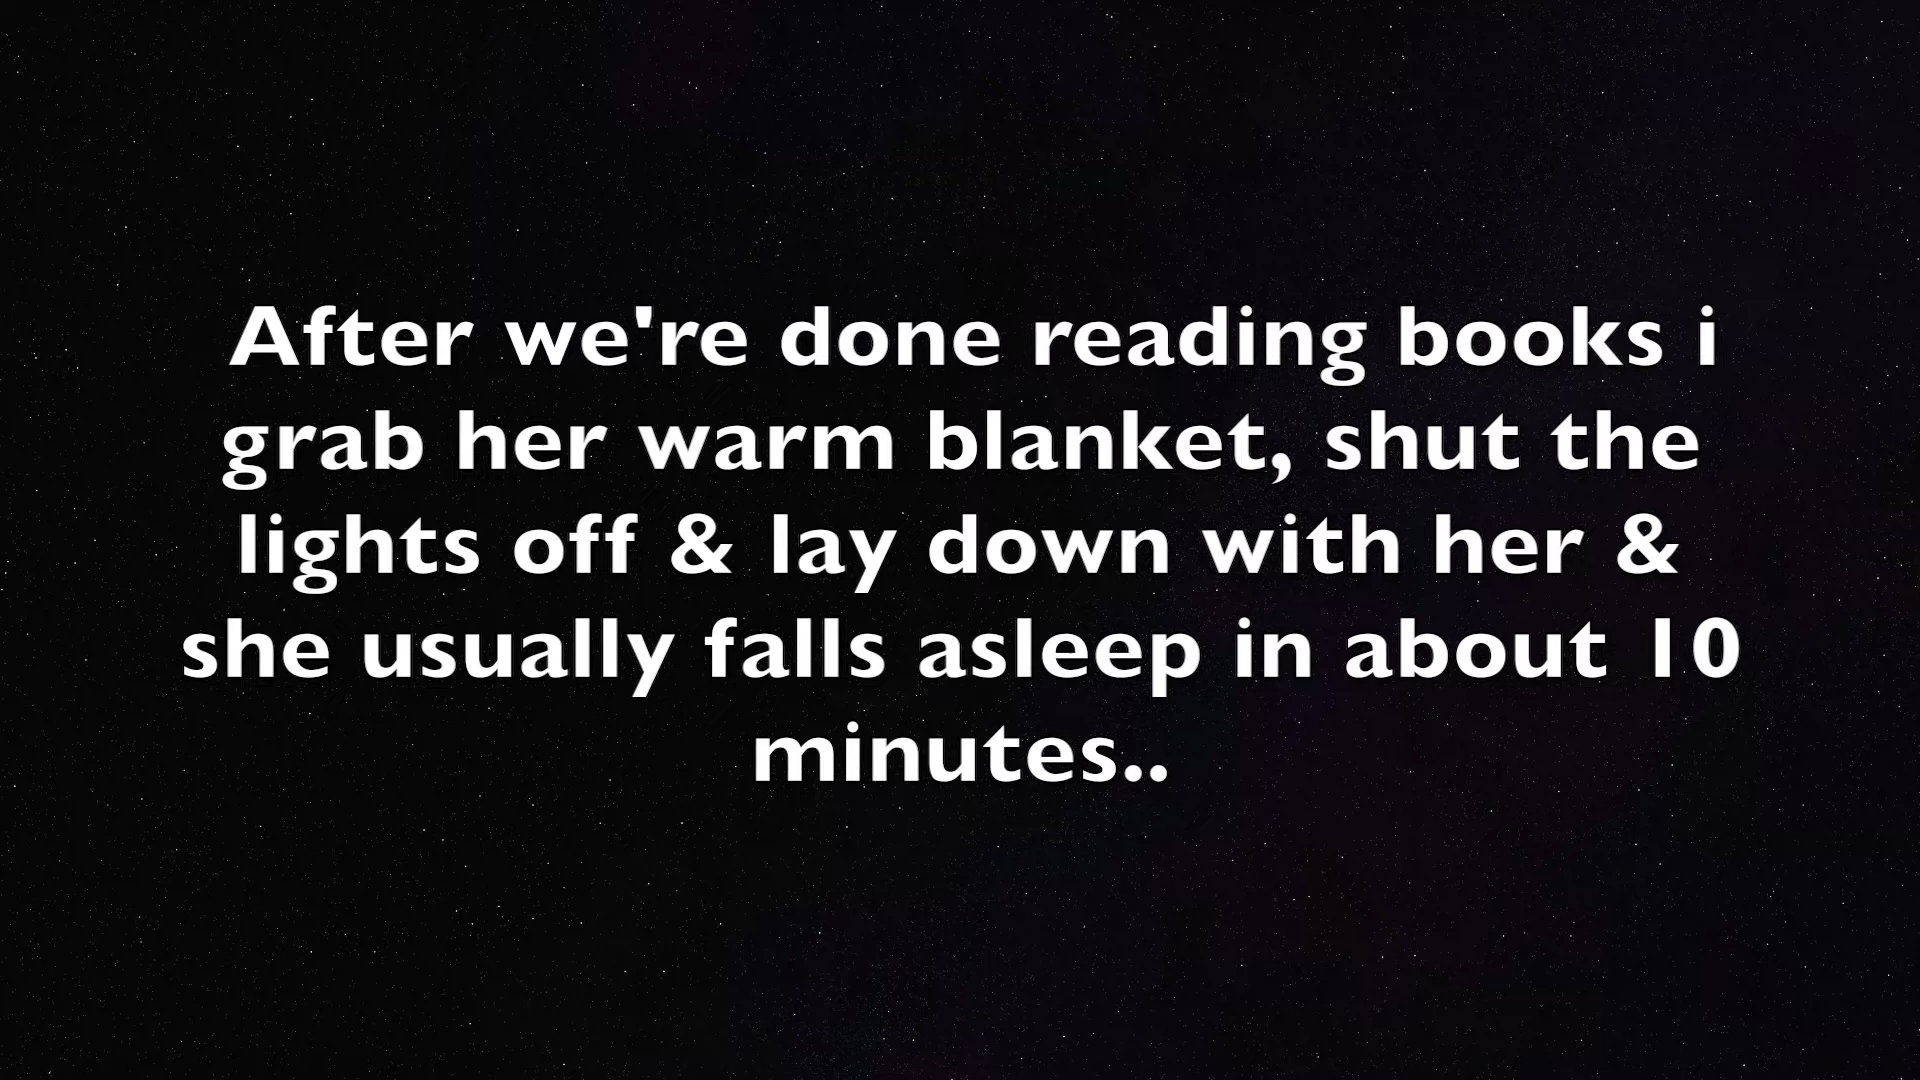 After we're done reading books i
grab her warm blanket, shut the
lights off & lay down with her &
she usually falls asleep in about 10
minutes..